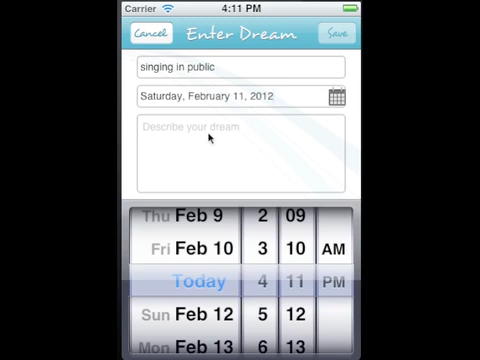 Carrier 4:11 PM
Cancel Enter Dream Save
singing in public
Saturday, February 11, 2012
Describe your dream
Thu Feb 9 2 09
Fri Feb 10 3 10 AM
Today 4 11 PM
Sun Feb 12 5 12
Mon Feb 13 6 13